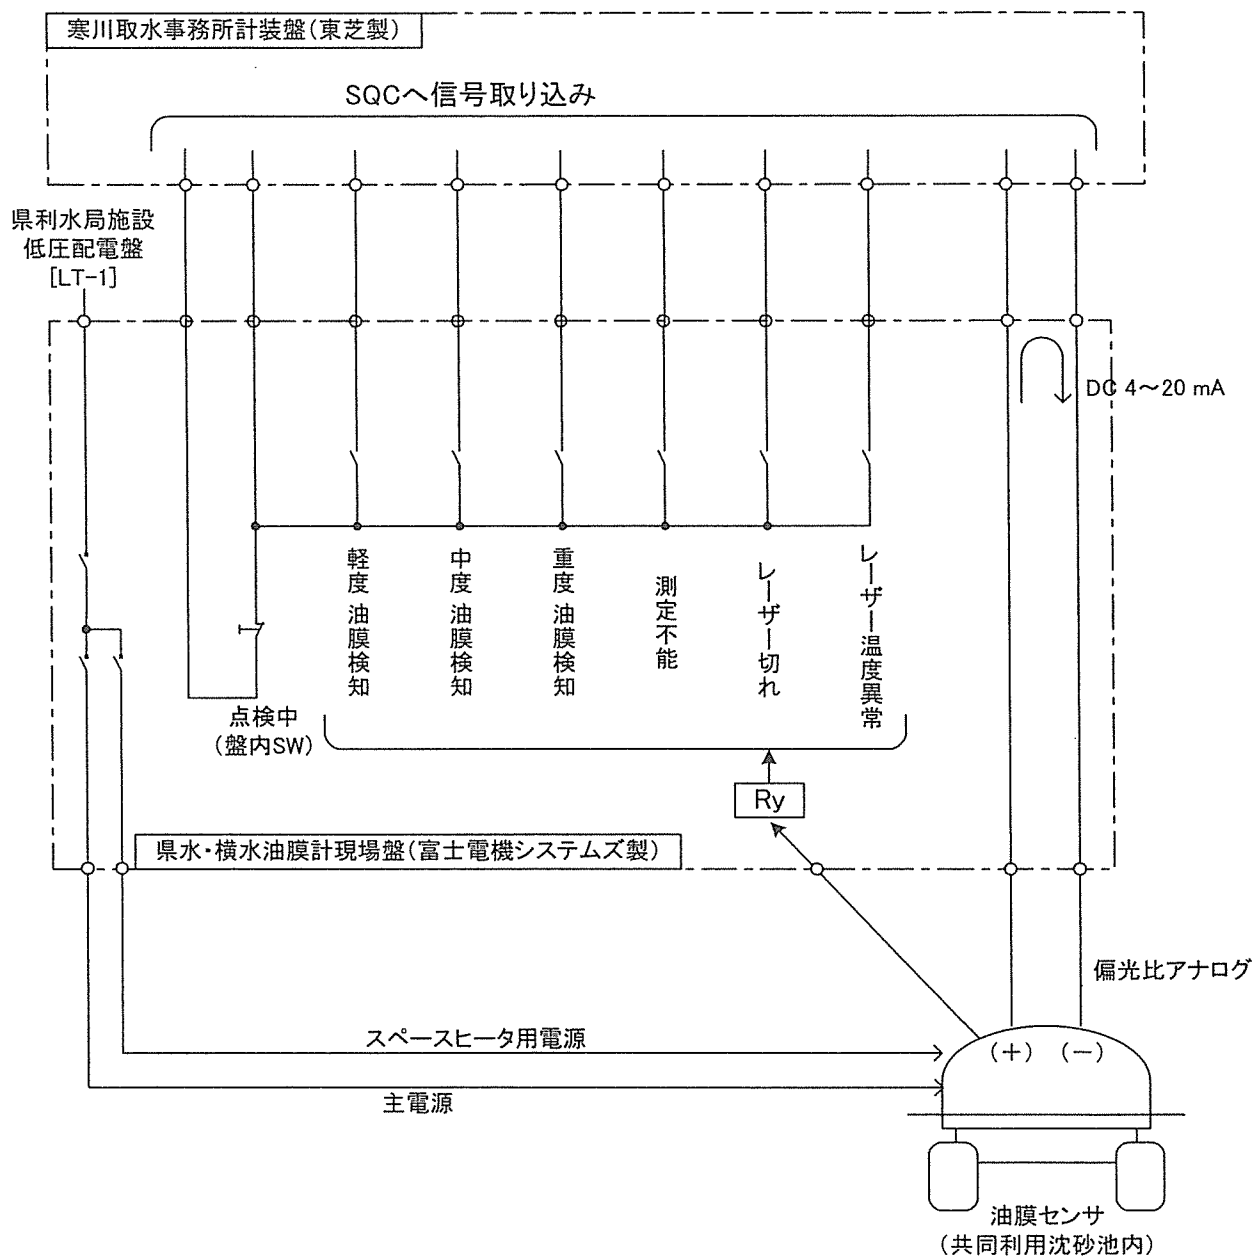 寒川取水事務所計装盤(東芝製)
SQCへ信号取り込み
県利水局施設
低圧配電盤
[LT-1]
DC 4～20 mA
軽度 油膜検知
中度 油膜検知
重度 油膜検知
測定不能
レーザー切れ
レーザー温度異常
点検中
(盤内SW)
Ry
県水・横水油膜計現場盤(富士電機システムズ製)
偏光比アナログ
スペースヒータ用電源
(+) (-)
主電源
油膜センサ
(共同利用沈砂池内)